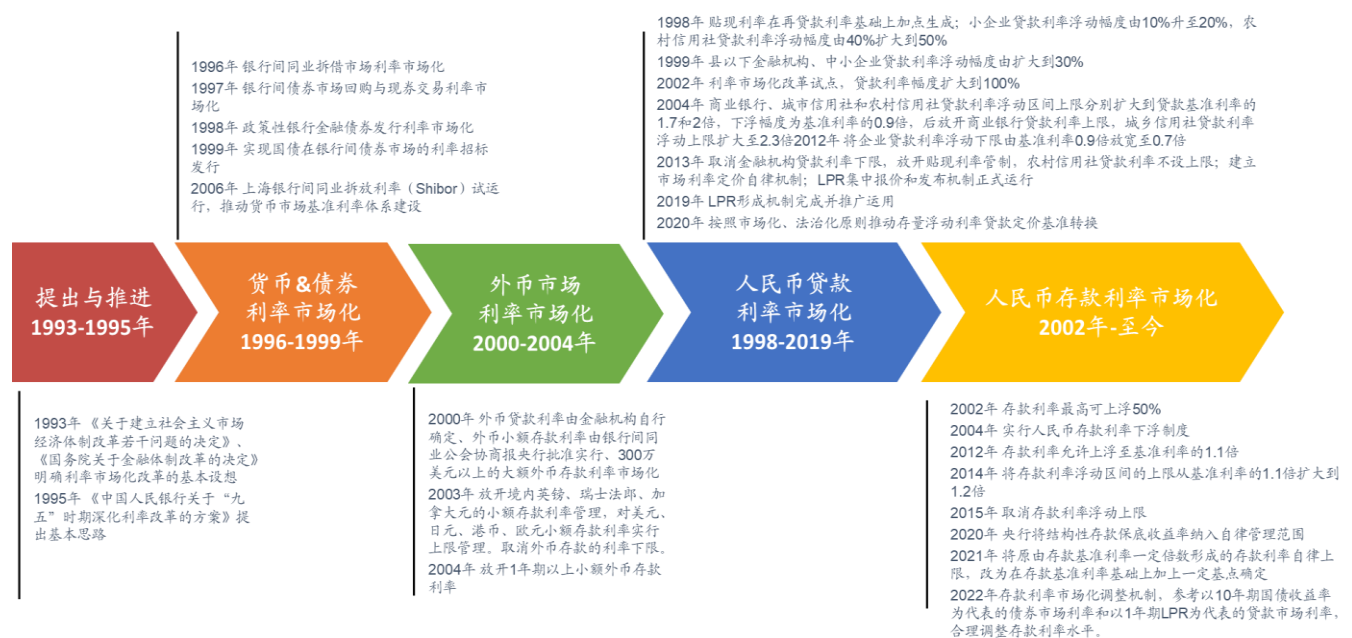 1996年 银行间同业拆借市场利率市场化
1997年 银行间债券市场回购与现券交易利率市
场化
1998年 政策性银行金融债券发行利率市场化
1999年 实现国债在银行间债券市场的利率招标
发行
2006年 上海银行间同业拆放利率（Shibor）试运
行，推动货币市场基准利率体系建设
1998年 贴现利率在再贷款利率基础上加点生成；小企业贷款利率浮动幅度由10%升至20%，农
村信用社贷款利率浮动幅度由40%扩大到50%
1999年 县以下金融机构、中小企业贷款利率浮动幅度由扩大到30%
2002年 利率市场化改革试点，贷款利率幅度扩大到100%
2004年 商业银行、城市信用社和农村信用社贷款利率浮动区间上限分别扩大到贷款基准利率的
1.7和2倍，下浮幅度为基准利率的0.9倍，后放开商业银行贷款利率上限，城乡信用社贷款利率
浮动上限扩大至2.3倍2012年 将企业贷款利率浮动下限由基准利率0.9倍放宽至0.7倍
2013年 取消金融机构贷款利率下限，放开贴现利率管制，农村信用社贷款利率不设上限；建立
市场利率定价自律机制；LPR集中报价和发布机制正式运行
2019年 LPR形成机制完成并推广运用
2020年 按照市场化、法治化原则推动存量浮动利率贷款定价基准转换
提出与推进
1993-1995年
货币&债券
利率市场化
1996-1999年
外币市场
利率市场化
2000-2004年
人民币贷款
利率市场化
1998-2019年
人民币存款利率市场化
2002年-至今
1993年 《关于建立社会主义市场
经济体制改革若干问题的决定》、
《国务院关于金融体制改革的决定》
明确利率市场化改革的基本设想
1995年 《中国人民银行关于“九
五”时期深化利率改革的方案》提
出基本思路
2000年 外币贷款利率由金融机构自行
确定、外币小额存款利率由银行间同
业公会协商报央行批准实行、300万
美元以上的大额外币存款利率市场化
2003年 放开境内英镑、瑞士法郎、加
拿大元的小额存款利率管理，对美元、
日元、港币、欧元小额存款利率实行
上限管理。取消外币存款的利率下限。
2004年 放开1年期以上小额外币存款
利率
2002年 存款利率最高可上浮50%
2004年 实行人民币存款利率下浮制度
2012年 存款利率允许上浮至基准利率的1.1倍
2014年 将存款利率浮动区间的上限从基准利率的1.1倍扩大到
1.2倍
2015年 取消存款利率浮动上限
2020年 央行将结构性存款保底收益率纳入自律管理范围
2021年 将原由存款基准利率一定倍数形成的存款利率自律上
限，改为在存款基准利率基础上加上一定基点确定
2022年存款利率市场化调整机制，参考以10年期国债收益率
为代表的债券市场利率和以1年期LPR为代表的贷款市场利率，
合理调整存款利率水平。